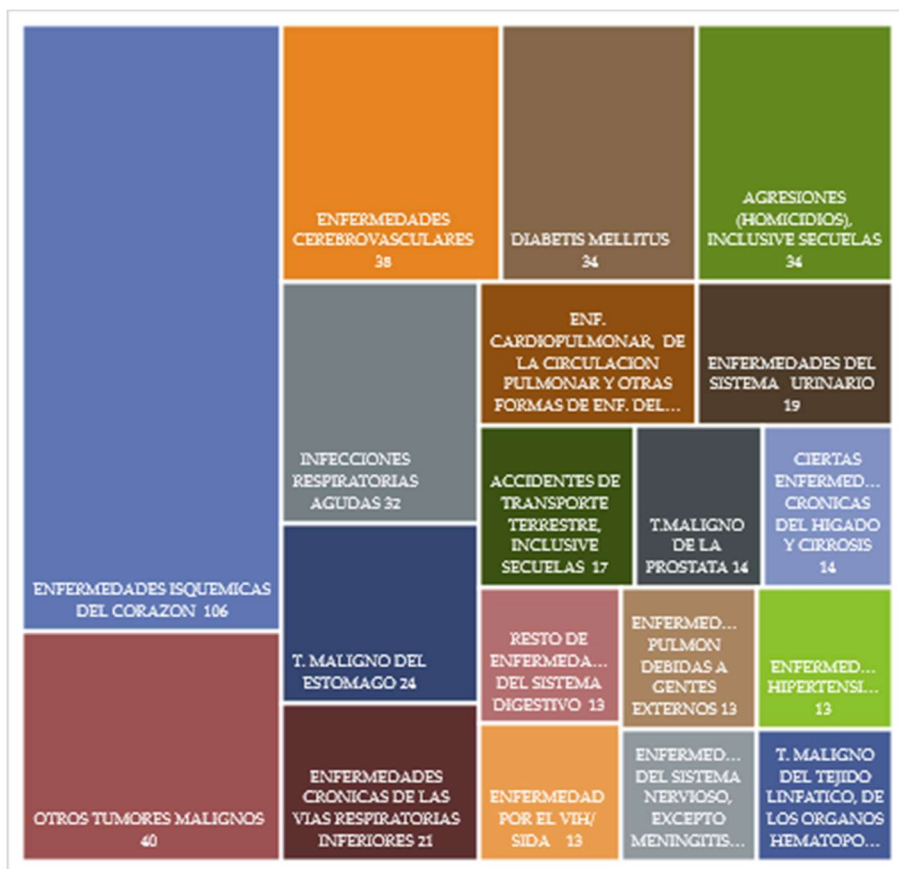 ENFERMEDADES ISQUEMICAS
DEL CORAZON 106
OTROS TUMORES MALIGNOS
40
ENFERMEDADES
CEREBROVASCULARES
38
DIABETIS MELLITUS
34
AGRESIONES
(HOMICIDIOS),
INCLUSIVE SECUELAS
34
INFECCIONES
RESPIRATORIAS
AGUDAS 32
T. MALIGNO DEL
ESTOMAGO 24
ENFERMEDADES
CRONICAS DE LAS
VIAS RESPIRATORIAS
INFERIORES 21
ENF.
CARDIOPULMONAR, DE
LA CIRCULACION
PULMONAR Y OTRAS
FORMAS DE ENF. DEL...
ENFERMEDADES DEL
SISTEMA URINARIO
19
ACCIDENTES DE
TRANSPORTE
TERRESTRE,
INCLUSIVE
SECUELAS 17
T.MALIGNO
DE LA
PROSTATA 14
CIERTAS
ENFERMED...
CRONICAS
DEL HIGADO
Y CIRROSIS
14
RESTO DE
ENFERMEDA...
DEL SISTEMA
DIGESTIVO 13
ENFERMED...
PULMON
DEBIDAS A
GENTES
EXTERNOS 13
ENFERMED...
HIPERTENSI...
13
ENFERMEDAD
POR EL VIH/
SIDA 13
ENFERMED...
DEL SISTEMA
NERVIOSO,
EXCEPTO
MENINGITIS...
T. MALIGNO
DEL TEJIDO
LINFATICO, DE
LOS ORGANOS
HEMATOPO...